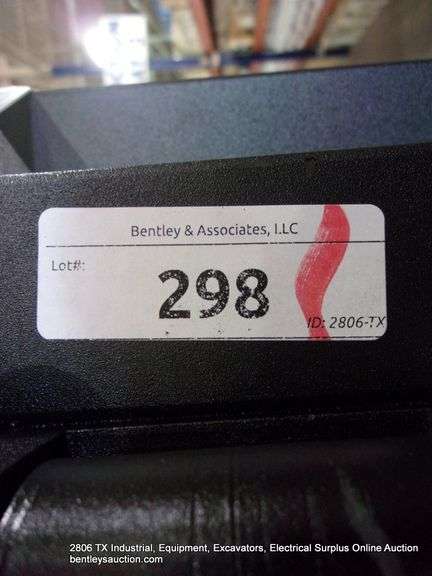 Bentley & Associates, LLC
Lot#:
298
ID: 2806-TX
2806 TX Industrial, Equipment, Excavators, Electrical Surplus Online Auction
bentleysauction.com